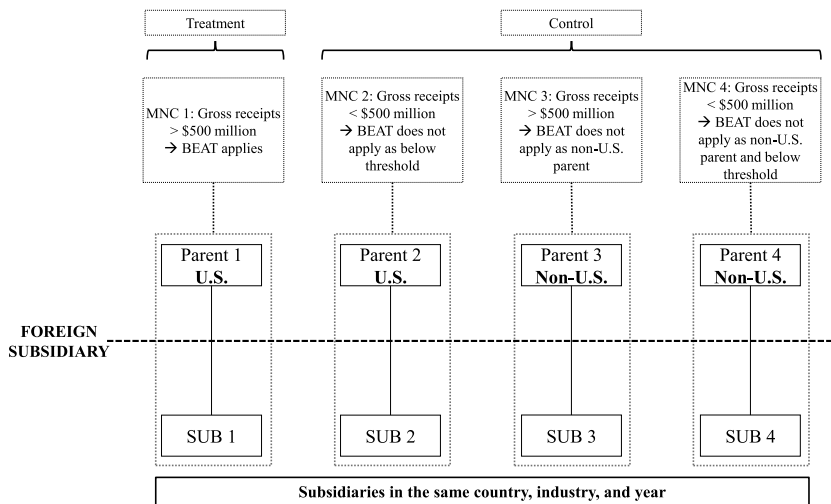 Treatment
Control
MNC 1: Gross receipts
> $500 million
→ BEAT applies
MNC 2: Gross receipts
< $500 million
→ BEAT does not
apply as below
threshold
MNC 3: Gross receipts
> $500 million
→ BEAT does not
apply as non-U.S.
parent
MNC 4: Gross receipts
< $500 million
→ BEAT does not
apply as non-U.S.
parent and below
threshold
Parent 1
U.S.
Parent 2
U.S.
Parent 3
Non-U.S.
Parent 4
Non-U.S.
FOREIGN
SUBSIDIARY
SUB 1
SUB 2
SUB 3
SUB 4
Subsidiaries in the same country, industry, and year